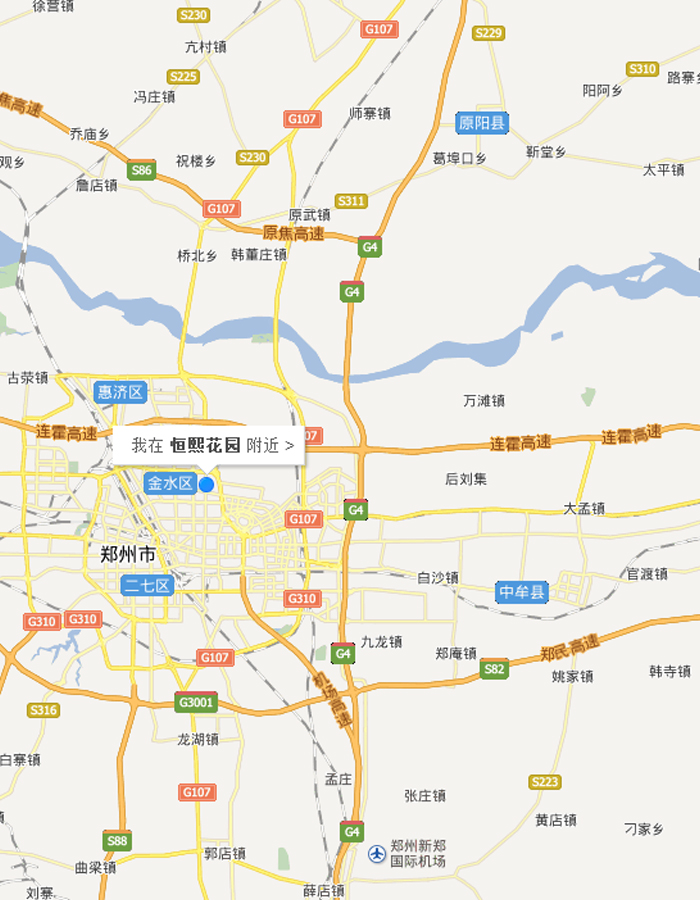 徐营镇
S230
G107
S229
亢村镇
S310
路寨
S225
阳阿乡
冯庄镇
焦高速
师寨镇
G107
原阳县
乔庙乡
观乡
祝楼乡
S230
葛埠口乡
靳堂乡
S86
太平镇
詹店镇
S311
G107
原武镇
原焦高速
G4
桥北乡
韩董庄镇
G4
古荥镇
惠济区
万滩镇
连霍高速
07
连霍高速
连霍高速
我在 恒熙花园 附近 >
金水区
后刘集
G4
大孟镇
G107
郑州市
二七区
白沙镇
官渡镇
中牟县
G310
G310
G310
九龙镇
G4
郑庵镇
郑民高速
G107
S82
姚家镇
韩寺镇
机场高速
G3001
S316
龙湖镇
白寨镇
孟庄
S223
G107
张庄镇
黄店镇
刁家乡
G4
S88
郑州新郑
国际机场
郭店镇
曲梁镇
刘寨
薛店镇